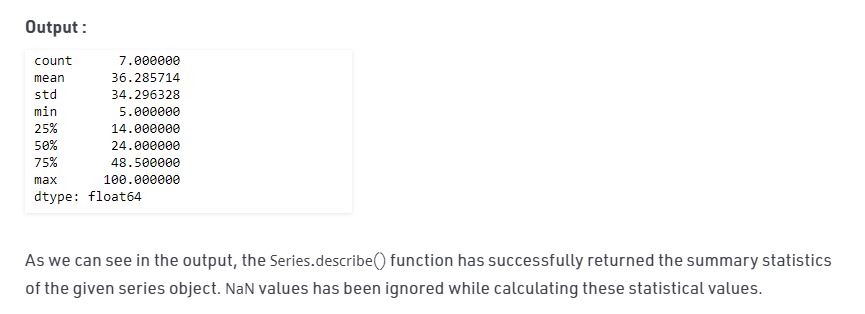 Output :
count 7.000000
mean 36.285714
std 34.296328
min 5.000000
25% 14.000000
50% 24.000000
75% 48.500000
max 100.000000
dtype: float64
As we can see in the output, the Series.describe() function has successfully returned the summary statistics
of the given series object. NaN values has been ignored while calculating these statistical values.